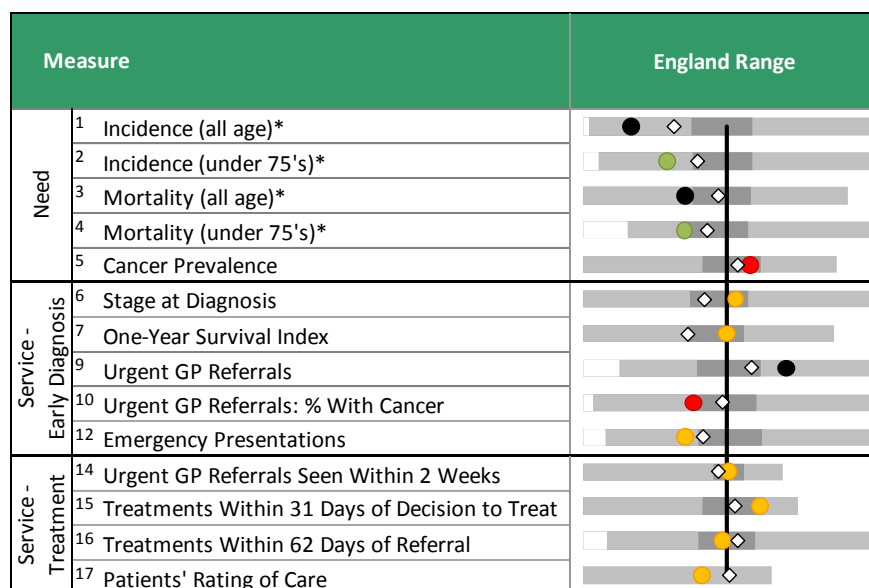 Measure England Range
Need
1 Incidence (all age)*
2 Incidence (under 75's)*
3 Mortality (all age)*
4 Mortality (under 75's)*
5 Cancer Prevalence
Service -
Early Diagnosis
6 Stage at Diagnosis
7 One-Year Survival Index
9 Urgent GP Referrals
10 Urgent GP Referrals: % With Cancer
12 Emergency Presentations
Service -
Treatment
14 Urgent GP Referrals Seen Within 2 Weeks
15 Treatments Within 31 Days of Decision to Treat
16 Treatments Within 62 Days of Referral
17 Patients' Rating of Care